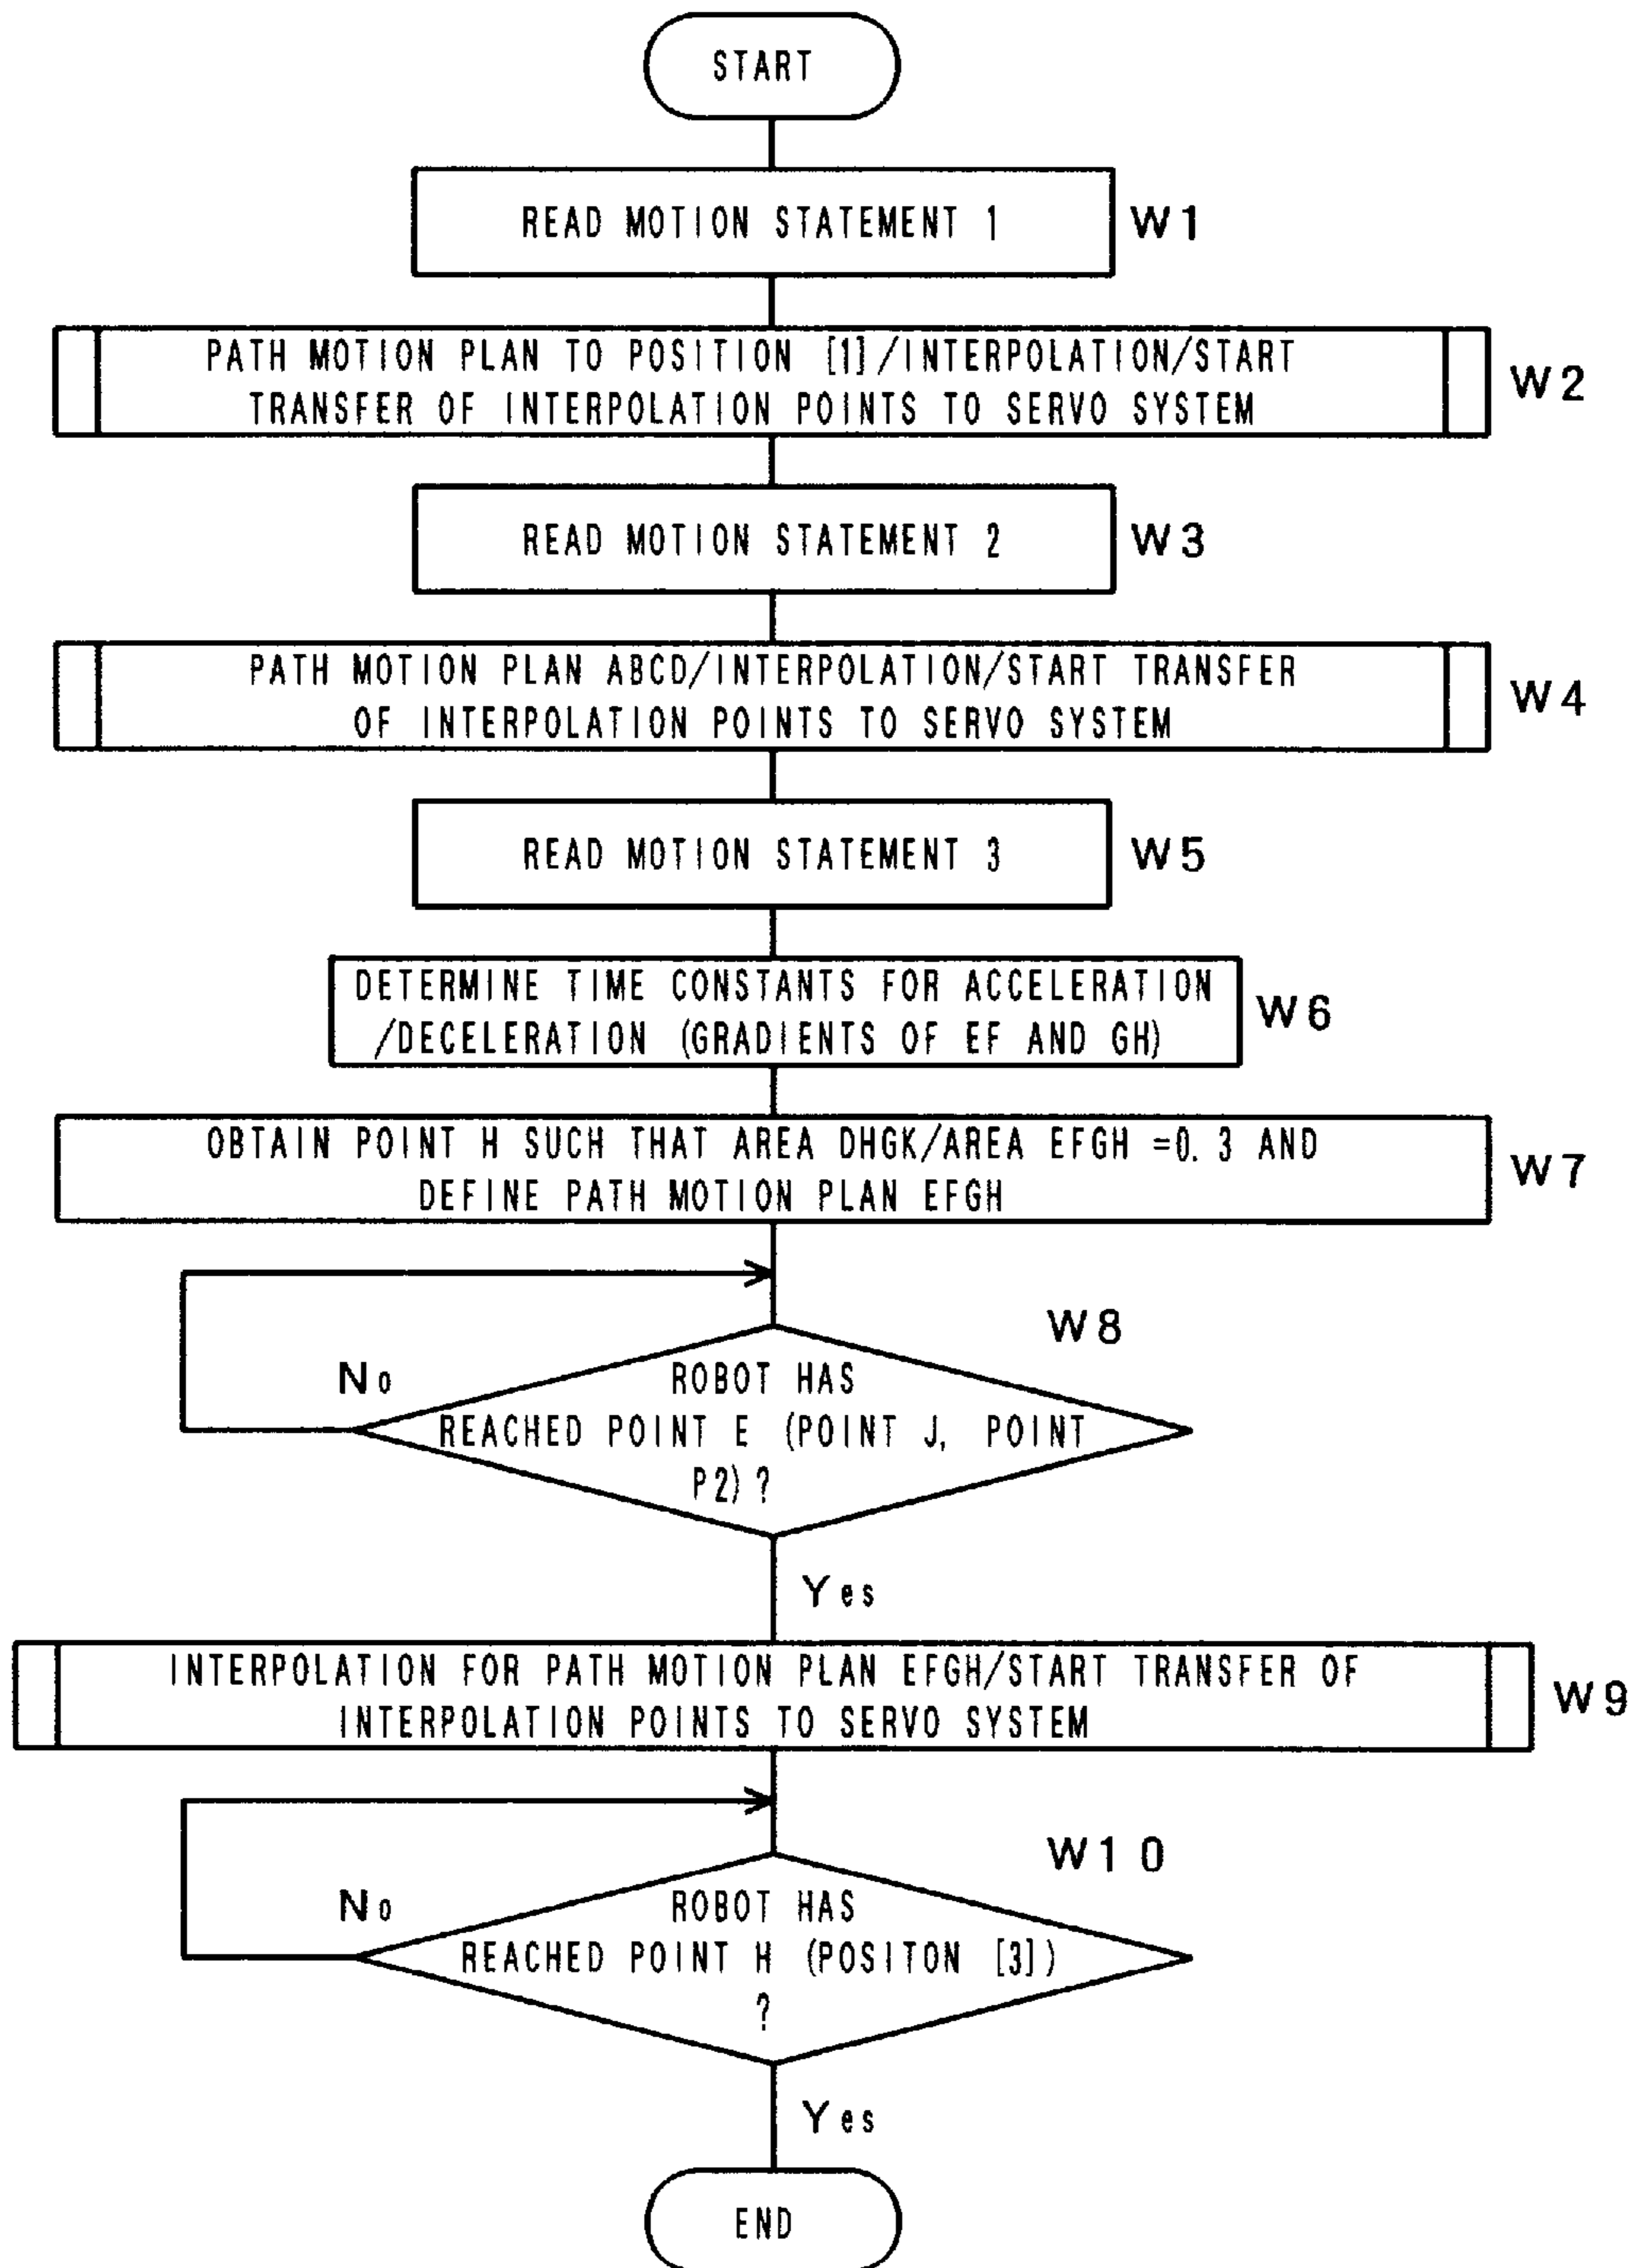 START
READ MOTION STATEMENT 1
W1
PATH MOTION PLAN TO POSITION [1]/INTERPOLATION/START
TRANSFER OF INTERPOLATION POINTS TO SERVO SYSTEM
W2
READ MOTION STATEMENT 2
W3
PATH MOTION PLAN ABCD/INTERPOLATION/START TRANSFER
OF INTERPOLATION POINTS TO SERVO SYSTEM
W4
READ MOTION STATEMENT 3
W5
DETERMINE TIME CONSTANTS FOR ACCELERATION
/DECELERATION (GRADIENTS OF EF AND GH)
W6
OBTAIN POINT H SUCH THAT AREA DHGK/AREA EFGH =0.3 AND
DEFINE PATH MOTION PLAN EFGH
W7
W8
No
ROBOT HAS
REACHED POINT E (POINT J, POINT
P2)?
Yes
INTERPOLATION FOR PATH MOTION PLAN EFGH/START TRANSFER OF
INTERPOLATION POINTS TO SERVO SYSTEM
W9
W10
No
ROBOT HAS
REACHED POINT H (POSITON [3])
?
Yes
END